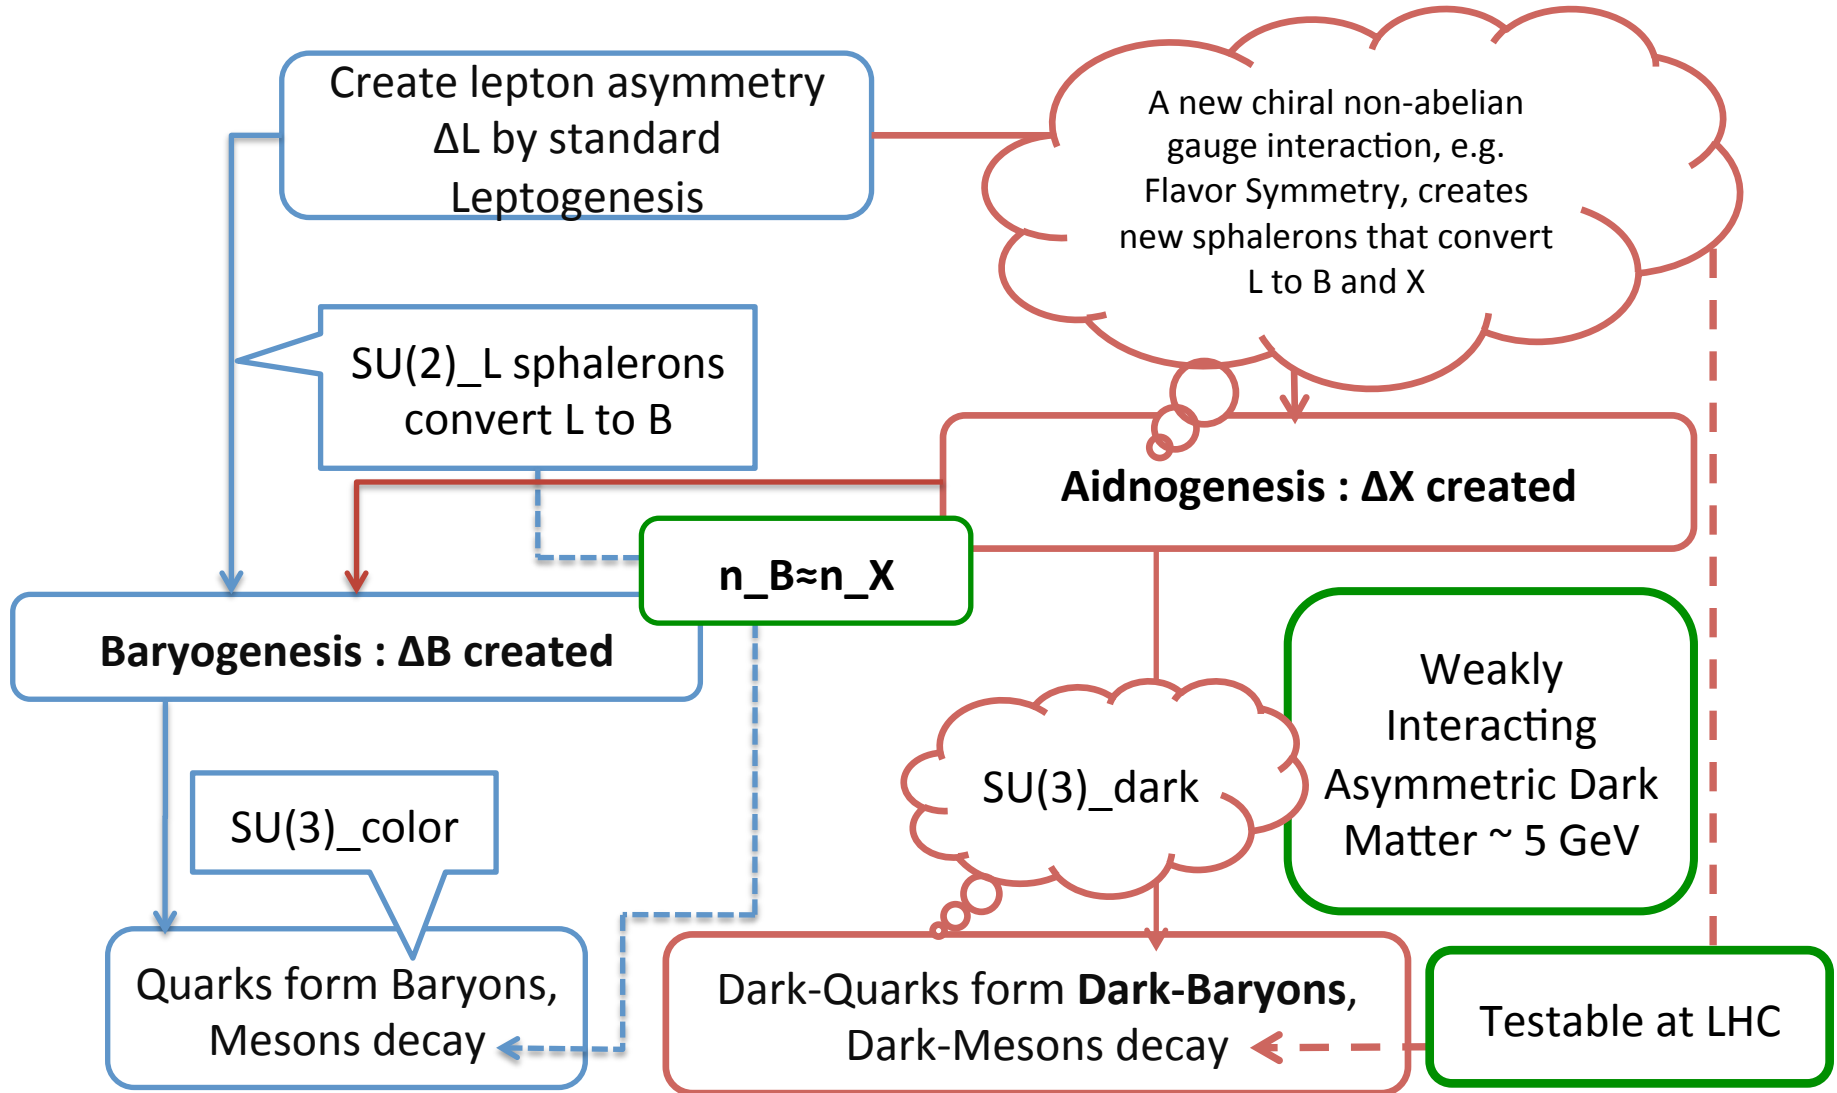 Create lepton asymmetry
ΔL by standard
Leptogenesis
A new chiral non-abelian
gauge interaction, e.g.
Flavor Symmetry, creates
new sphalerons that convert
L to B and X
SU(2)_L sphalerons
convert L to B
Aidnogenesis : ΔX created
n_B≈n_X
Baryogenesis : ΔB created
Weakly
Interacting
Asymmetric Dark
Matter ~ 5 GeV
SU(3)_dark
SU(3)_color
Quarks form Baryons,
Mesons decay
Dark-Quarks form Dark-Baryons,
Dark-Mesons decay
Testable at LHC